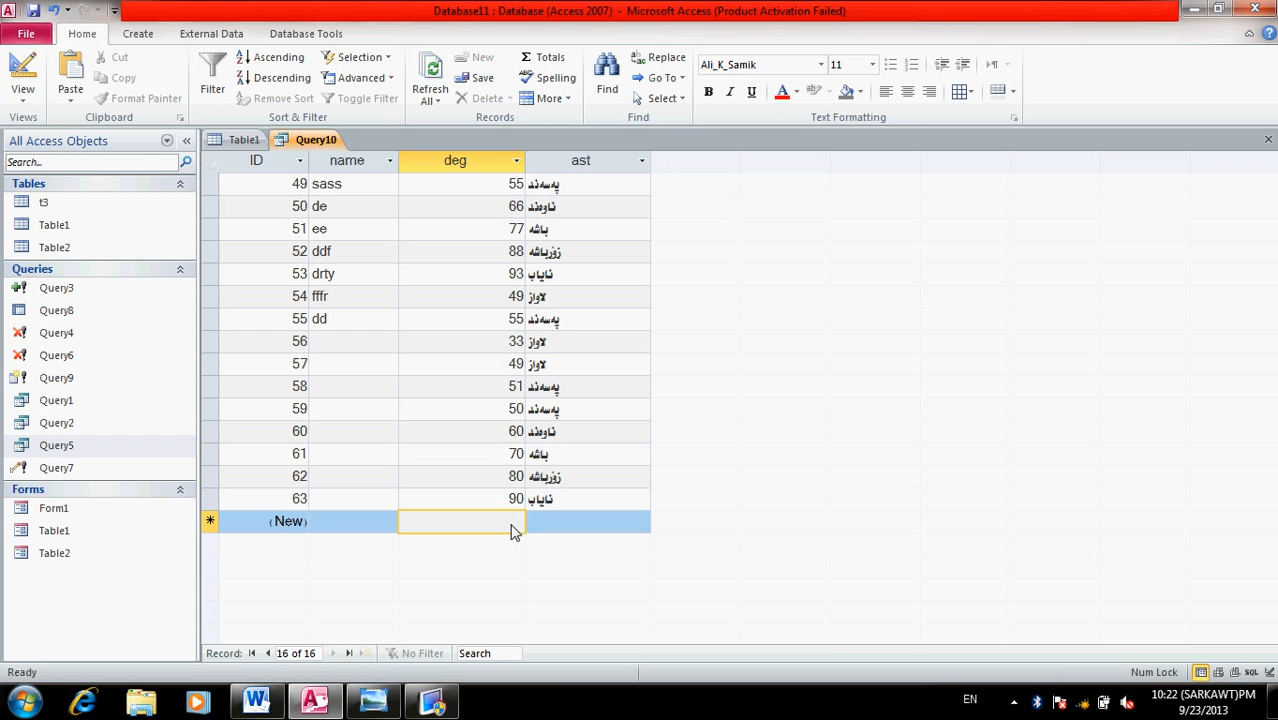 Database11 : Database (Access 2007) - Microsoft Access (Product Activation Failed)
File Home Create External Data Database Tools
View
Views
Paste
Cut
Copy
Format Painter
Clipboard
Filter
Ascending
Descending
Remove Sort
Selection
Advanced
Toggle Filter
Sort & Filter
Refresh All
New
Save
Delete
Totals
Spelling
More
Records
Find
Replace
Go To
Select
Find
Ali_K_Samik 11
B I U A
Text Formatting
All Access Objects
Search...
Tables
t3
Table1
Table2
Queries
Query3
Query8
Query4
Query6
Query9
Query1
Query2
Query5
Query7
Forms
Form1
Table1
Table2
Table1 Query10
ID name deg ast
49 sass 55 پەسەند
50 de 66 ناوەند
51 ee 77 باشە
52 ddf 88 زۆرباشە
53 drty 93 نایاب
54 fffr 49 لاواز
55 dd 55 پەسەند
56 33 لاواز
57 49 لاواز
58 51 پەسەند
59 50 پەسەند
60 60 ناوەند
61 70 باشە
62 80 زۆرباشە
63 90 نایاب
* (New)
Record: 16 of 16 No Filter Search
Ready Num Lock SQL
EN 10:22 (SARKAWT)PM
9/23/2013